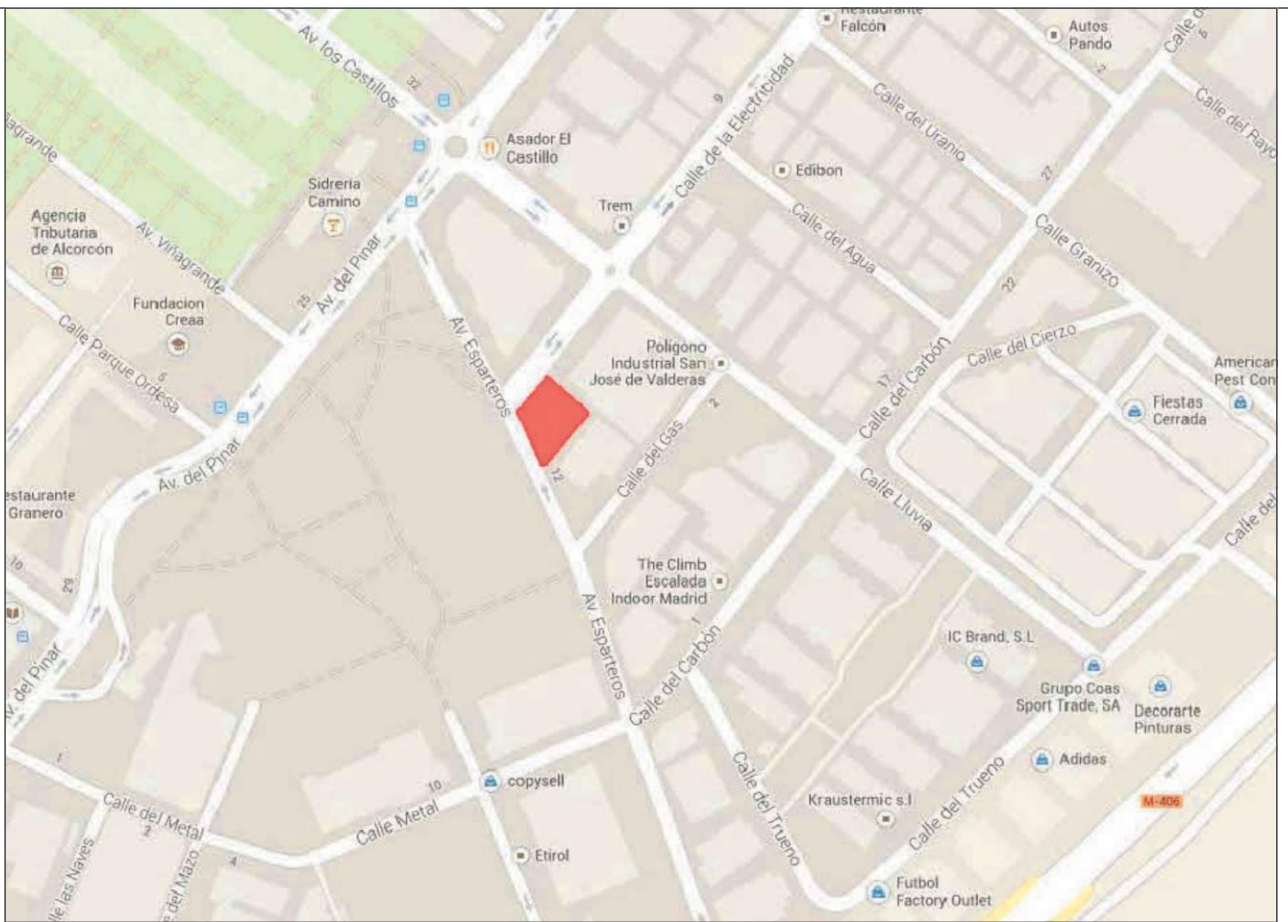 Restaurante
Falcón
Autos
Pando
Calle d
5
2
Av los Castillos
32
9
Calle de la Electricidad
Calle del Uranio
Calle del Rayo
Asador El
Castillo
Edibon
27
Sidrería
Camino
Trem
Calle del Agua
Calle Granizo
Agencia
Tributaria
de Alcorcón
Av. Viñagrande
Av. del Pinar
25
22
Fundacion
Creaa
Av. Esparteros
Calle del Cierzo
Calle Parque Ordesa
5
Polígono
Industrial San
José de Valderas
17
Calle del Carbón
American
Pest Con
Fiestas
Cerrada
2
Calle del Gas
12
Av. del Pinar
Calle Lluvia
Calle del
estaurante
Granero
10
29
The Climb
Escalada
Indoor Madrid
Av. Esparteros
1
Calle del Carbón
IC Brand, S.L
Grupo Coas
Sport Trade, SA
Decorarte
Pinturas
Av. del Pinar
Adidas
1
copysell
10
Calle del Trueno
Kraustermic s.l
Calle del Trueno
M-406
Calle del Metal
2
4
Calle Metal
Etirol
lle las Naves
e del Mazo
Futbol
Factory Outlet